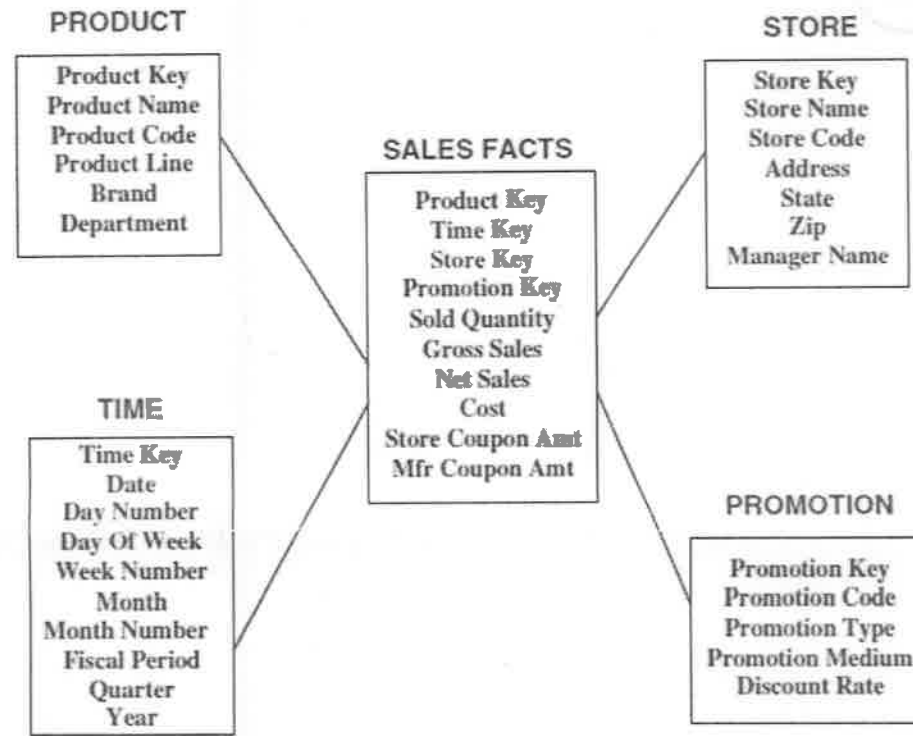 PRODUCT
Product Key
Product Name
Product Code
Product Line
Brand
Department
STORE
Store Key
Store Name
Store Code
Address
State
Zip
Manager Name
SALES FACTS
Product Key
Time Key
Store Key
Promotion Key
Sold Quantity
Gross Sales
Net Sales
Cost
Store Coupon Amt
Mfr Coupon Amt
TIME
Time Key
Date
Day Number
Day Of Week
Week Number
Month
Month Number
Fiscal Period
Quarter
Year
PROMOTION
Promotion Key
Promotion Code
Promotion Type
Promotion Medium
Discount Rate